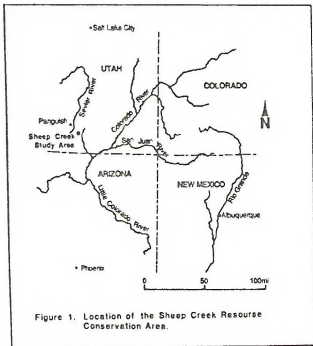 Salt Lake City
UTAH
COLORADO
Sevier River
Colorado River
Panguish
Sheep Creek
Study Area
San Juan River
N
ARIZONA
NEW MEXICO
Little Colorado River
Rio Grande
Albuquerque
Phoenix
0 50 100mi
Figure 1. Location of the Sheep Creek Resourse
Conservation Area.